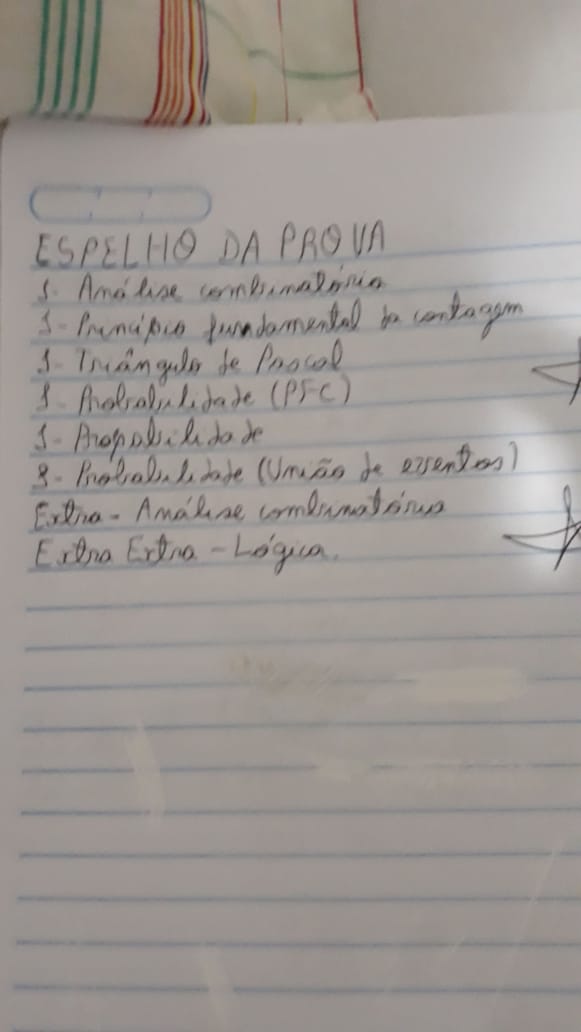 ESPELHO DA PROVA
1- Análise combinatória
1- Princípio fundamental da contagem
1- Triângulo de Pascal
1- Probabilidade (PFC)
1- Propobilidade
8- Probabilidade (União de eventos)
Extra - Análise combinatória
Extra Extra - Lógica.